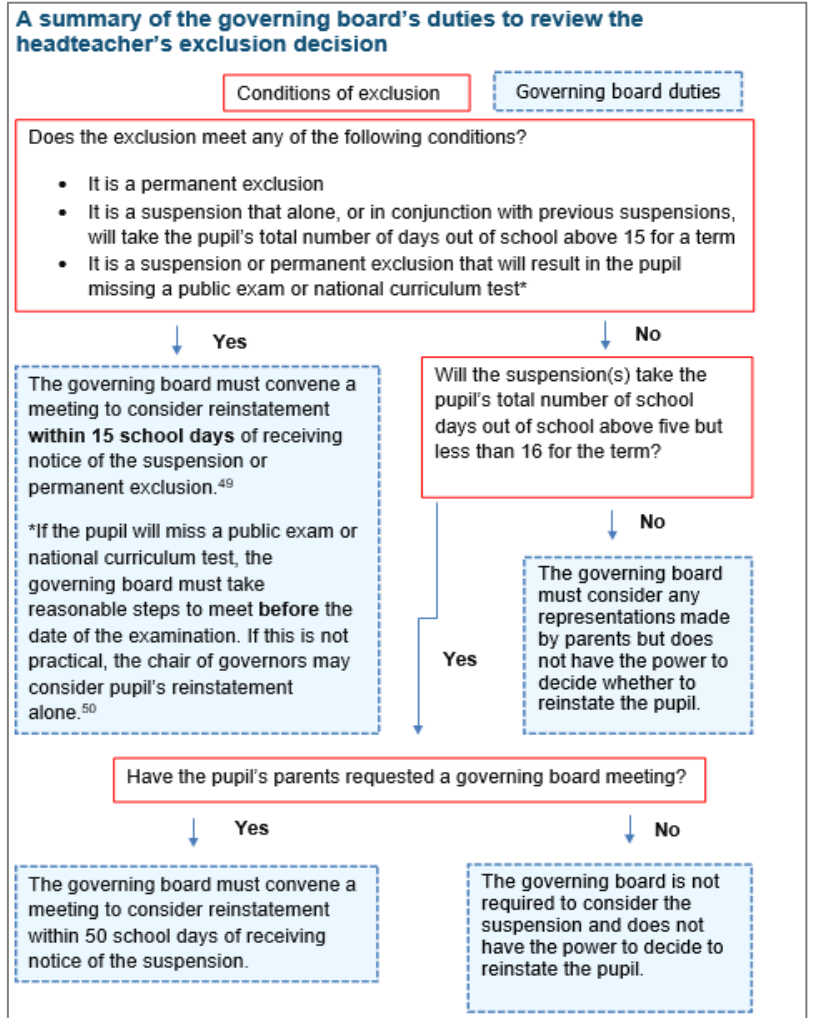 A summary of the governing board’s duties to review the
headteacher’s exclusion decision
Conditions of exclusion
Governing board duties
Does the exclusion meet any of the following conditions?
• It is a permanent exclusion
• It is a suspension that alone, or in conjunction with previous suspensions,
will take the pupil’s total number of days out of school above 15 for a term
• It is a suspension or permanent exclusion that will result in the pupil
missing a public exam or national curriculum test*
Yes
No
The governing board must convene a
meeting to consider reinstatement
within 15 school days of receiving
notice of the suspension or
permanent exclusion.⁴⁹
*If the pupil will miss a public exam or
national curriculum test, the
governing board must take
reasonable steps to meet before the
date of the examination. If this is not
practical, the chair of governors may
consider pupil’s reinstatement
alone.⁵⁰
Will the suspension(s) take the
pupil’s total number of school
days out of school above five but
less than 16 for the term?
No
The governing board
must consider any
representations made
by parents but does
not have the power to
decide whether to
reinstate the pupil.
Yes
Have the pupil’s parents requested a governing board meeting?
Yes
No
The governing board must convene a
meeting to consider reinstatement
within 50 school days of receiving
notice of the suspension.
The governing board is not
required to consider the
suspension and does not
have the power to decide to
reinstate the pupil.